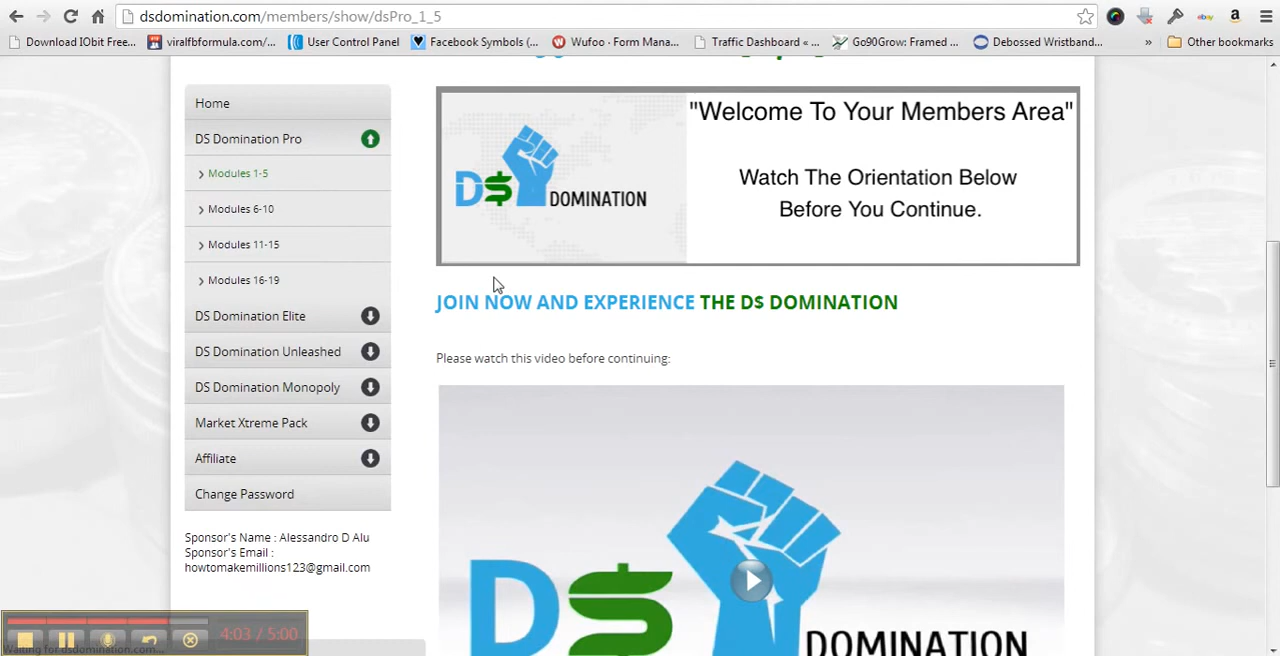 dsdomination.com/members/show/dsPro_1_5
Download IObit Free...
viralfbformula.com/...
User Control Panel
Facebook Symbols (...
Wufoo - Form Mana...
Traffic Dashboard «...
Go90Grow: Framed ...
Debossed Wristband...
»
Other bookmarks
Home
DS Domination Pro
Modules 1-5
Modules 6-10
Modules 11-15
Modules 16-19
DS Domination Elite
DS Domination Unleashed
DS Domination Monopoly
Market Xtreme Pack
Affiliate
Change Password
Sponsor's Name : Alessandro D Alu
Sponsor's Email :
howtomakemillions123@gmail.com
D$ DOMINATION
"Welcome To Your Members Area"
Watch The Orientation Below
Before You Continue.
JOIN NOW AND EXPERIENCE THE D$ DOMINATION
Please watch this video before continuing:
D$ DOMINATION
4:03 / 5:00
Waiting for dsdomination.com...